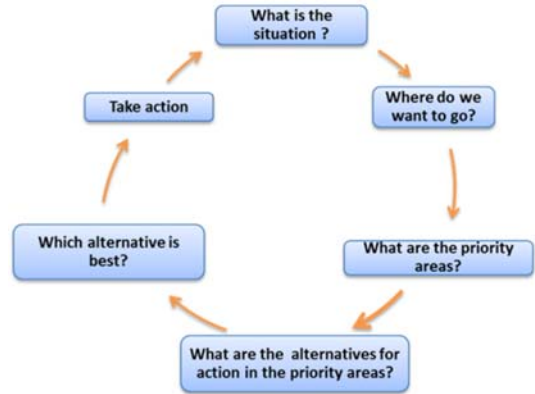 What is the
situation ?
Where do we
want to go?
What are the priority
areas?
What are the alternatives for
action in the priority areas?
Which alternative is
best?
Take action